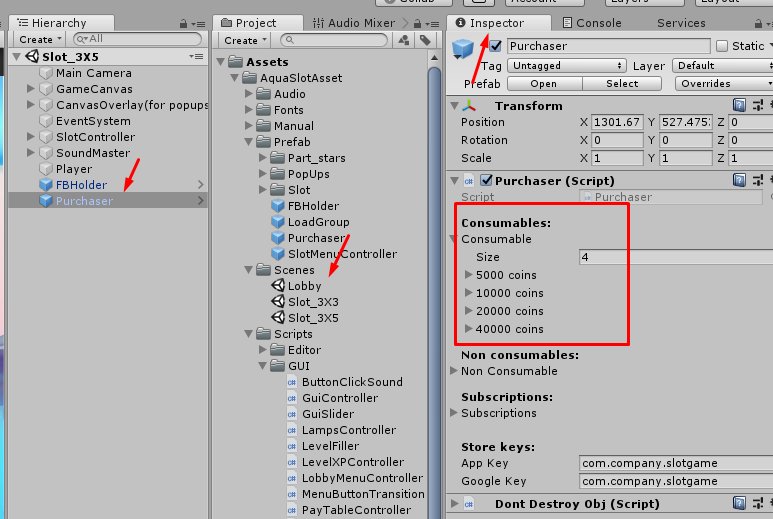 Collab
Account
Layers
Layout
Hierarchy
Create
All
Slot_3X5
Main Camera
GameCanvas
CanvasOverlay(for popups
EventSystem
SlotController
SoundMaster
Player
FBHolder
Purchaser
Project
Audio Mixer
Create
Assets
AquaSlotAsset
Audio
Fonts
Manual
Prefab
Part_stars
PopUps
Slot
FBHolder
LoadGroup
Purchaser
SlotMenuController
Scenes
Lobby
Slot_3X3
Slot_3X5
Scripts
Editor
GUI
ButtonClickSound
GuiController
GuiSlider
LampsController
LevelFiller
LevelXPController
LobbyMenuController
MenuButtonTransition
PayTableController
Inspector
Console
Services
Purchaser
Static
Tag Untagged Layer Default
Prefab Open Select Overrides
Transform
Position X 1301.67 Y 527.475 Z 0
Rotation X 0 Y 0 Z 0
Scale X 1 Y 1 Z 1
Purchaser (Script)
Script Purchaser
Consumables:
Consumable
Size 4
5000 coins
10000 coins
20000 coins
40000 coins
Non consumables:
Non Consumable
Subscriptions:
Subscriptions
Store keys:
App Key com.company.slotgame
Google Key com.company.slotgame
Dont Destroy Obj (Script)